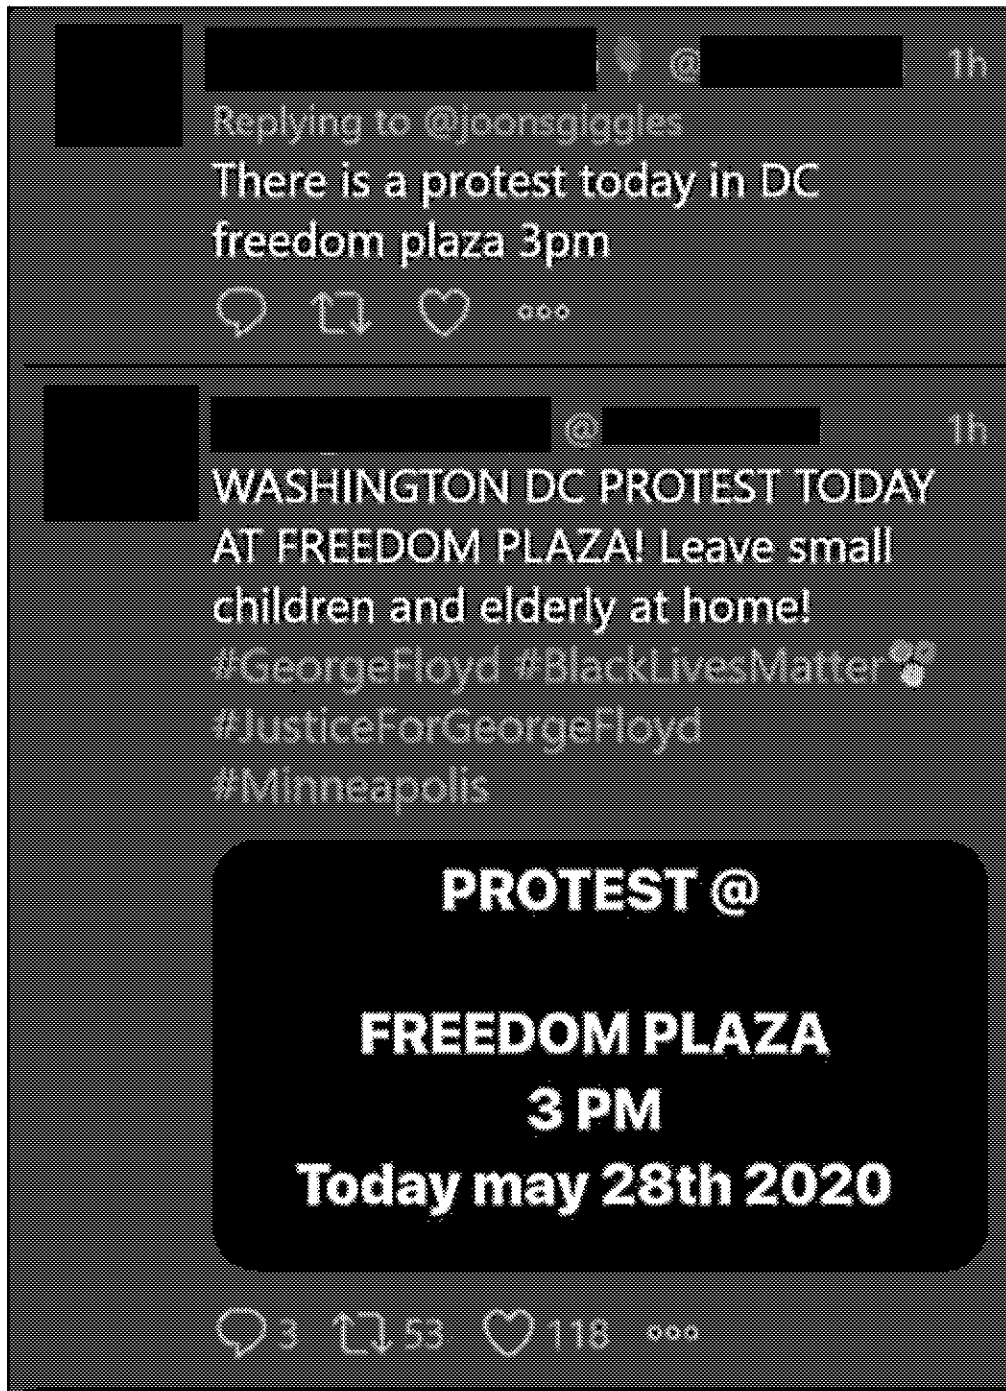 @ 1h
Replying to @joonsgiggles
There is a protest today in DC
freedom plaza 3pm
@ 1h
WASHINGTON DC PROTEST TODAY
AT FREEDOM PLAZA! Leave small
children and elderly at home!
#GeorgeFloyd #BlackLivesMatter
#JusticeForGeorgeFloyd
#Minneapolis
PROTEST @
FREEDOM PLAZA
3 PM
Today may 28th 2020
3 53 118